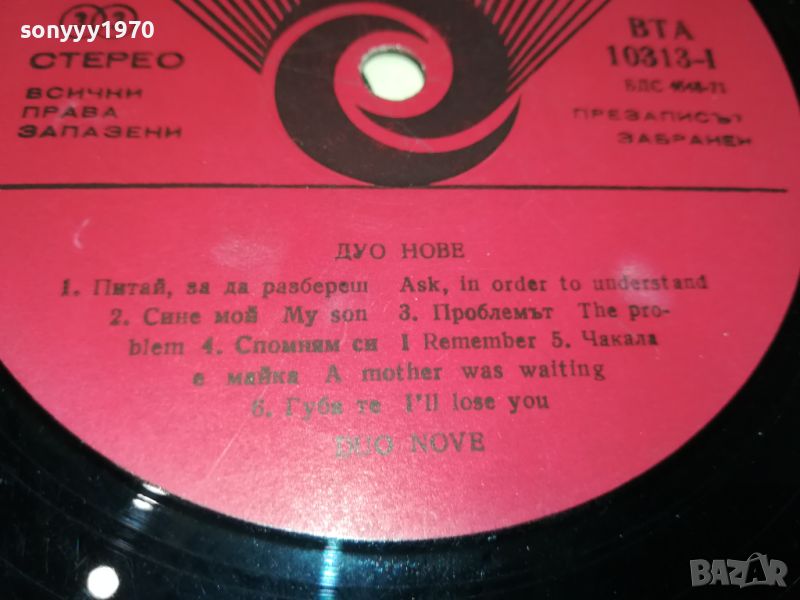 sonyyy1970
СТЕРЕО
ВСИЧКИ
ПРАВА
ЗАПАЗЕНИ
ВТА
10313-I
БДС
ПРЕЗАПИСЪТ
ЗАБРАНЕН
ДУО НОВЕ
1. Питай, за да разбереш Ask, in order to understand
2. Сине мой My son 3. Проблемът The pro-
blem 4. Спомням си I Remember 5. Чакала
е майка A mother was waiting
6. Губя те I'll lose you
DUO NOVE
BAZAR